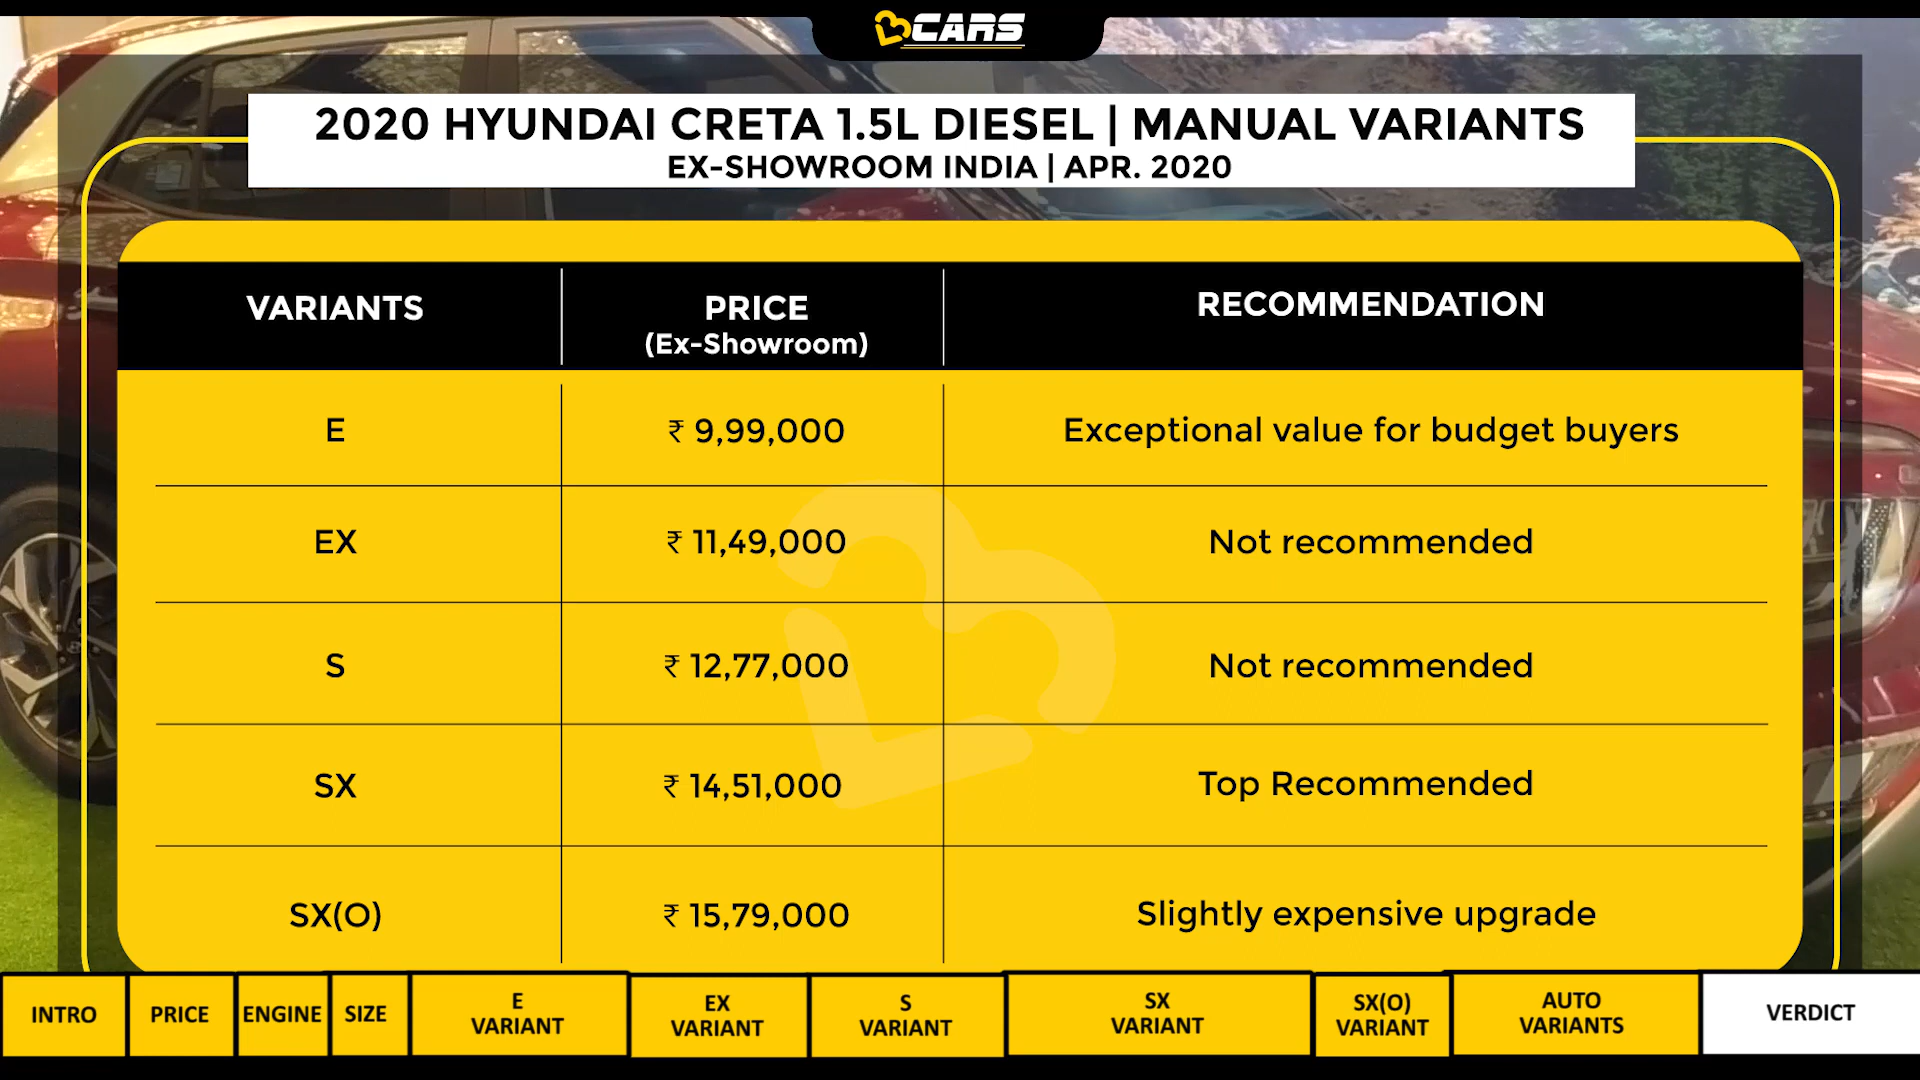 CARS
2020 HYUNDAI CRETA 1.5L DIESEL | MANUAL VARIANTS
EX-SHOWROOM INDIA | APR. 2020
VARIANTS
PRICE
(Ex-Showroom)
RECOMMENDATION
E
₹ 9,99,000
Exceptional value for budget buyers
EX
₹ 11,49,000
Not recommended
S
₹ 12,77,000
Not recommended
SX
₹ 14,51,000
Top Recommended
SX(O)
₹ 15,79,000
Slightly expensive upgrade
INTRO
PRICE
ENGINE
SIZE
E
VARIANT
EX
VARIANT
S
VARIANT
SX
VARIANT
SX(O)
VARIANT
AUTO
VARIANTS
VERDICT